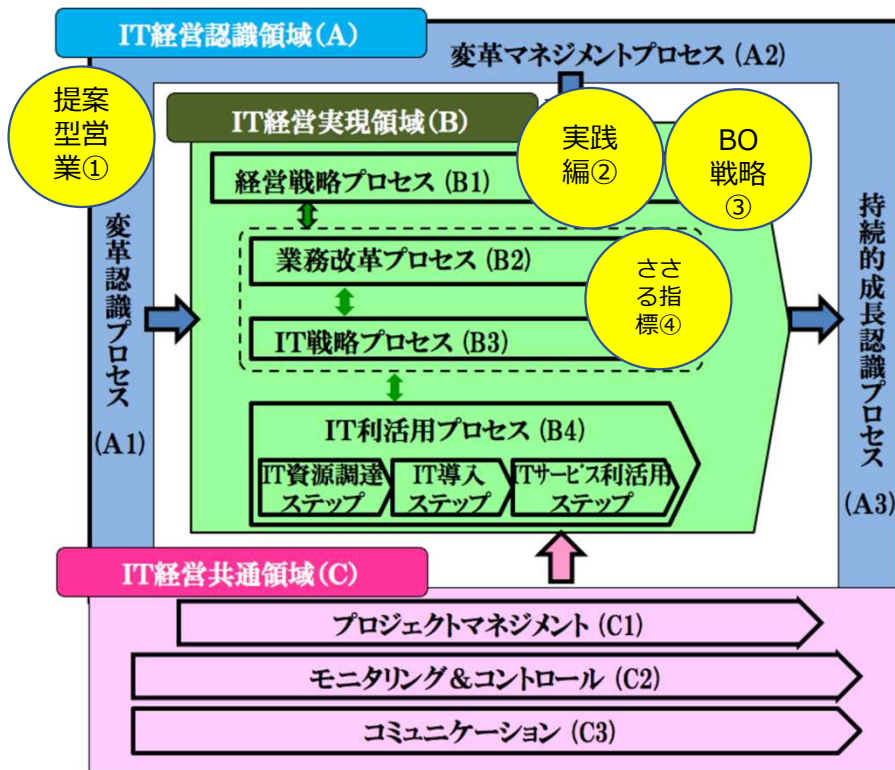 IT経営認識領域(A)
変革マネジメントプロセス (A2)
提案
型営
業①
IT経営実現領域(B)
実践
編②
BO
戦略
③
経営戦略プロセス (B1)
変革認識プロセス
(A1)
業務改革プロセス (B2)
ささ
る指
標④
IT戦略プロセス (B3)
持続的成長認識プロセス
(A3)
IT利活用プロセス (B4)
IT資源調達
ステップ
IT導入
ステップ
ITサービス利活用
ステップ
IT経営共通領域(C)
プロジェクトマネジメント (C1)
モニタリング＆コントロール (C2)
コミュニケーション (C3)